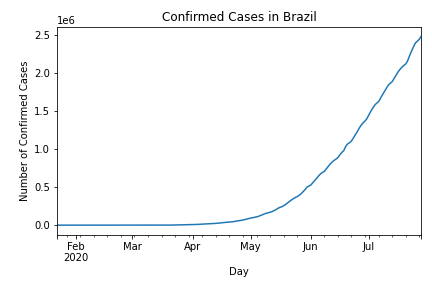 Confirmed Cases in Brazil
1e6
2.5
2.0
1.5
1.0
0.5
0.0
Number of Confirmed Cases
Feb Mar Apr May Jun Jul
2020
Day